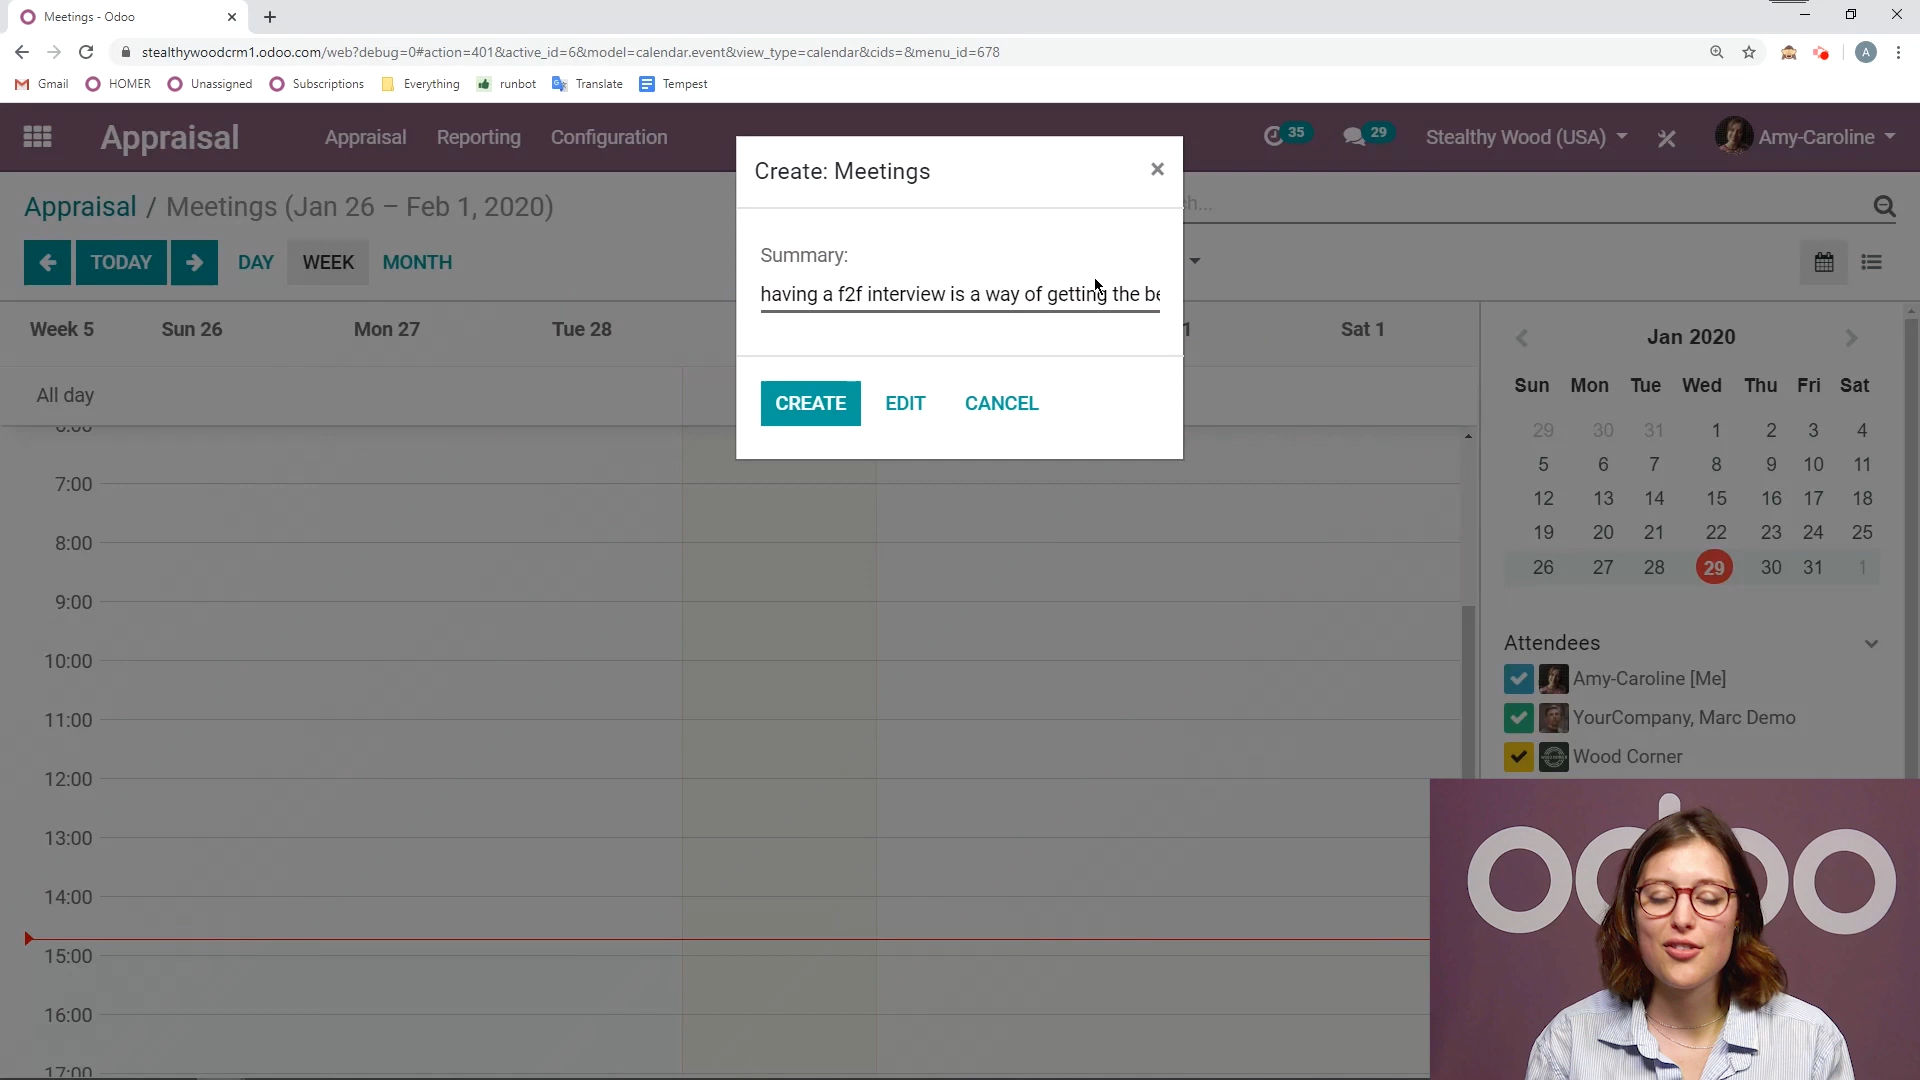 Meetings - Odoo
stealthywoodcrm1.odoo.com/web?debug=0#action=401&active_id=6&model=calendar.event&view_type=calendar&cids=&menu_id=678
A
Gmail HOMER Unassigned Subscriptions Everything runbot Translate Tempest
Appraisal Appraisal Reporting Configuration 35 29 Stealthy Wood (USA) Amy-Caroline
Create: Meetings ×
Appraisal / Meetings (Jan 26 – Feb 1, 2020)
TODAY DAY WEEK MONTH
Summary:
having a f2f interview is a way of getting the be
CREATE EDIT CANCEL
Week 5 Sun 26 Mon 27 Tue 28 Sat 1
All day
7:00
8:00
9:00
10:00
11:00
12:00
13:00
14:00
15:00
16:00
17:00
Jan 2020
Sun Mon Tue Wed Thu Fri Sat
29 30 31 1 2 3 4
5 6 7 8 9 10 11
12 13 14 15 16 17 18
19 20 21 22 23 24 25
26 27 28 29 30 31 1
Attendees
Amy-Caroline [Me]
YourCompany, Marc Demo
Wood Corner
odoo